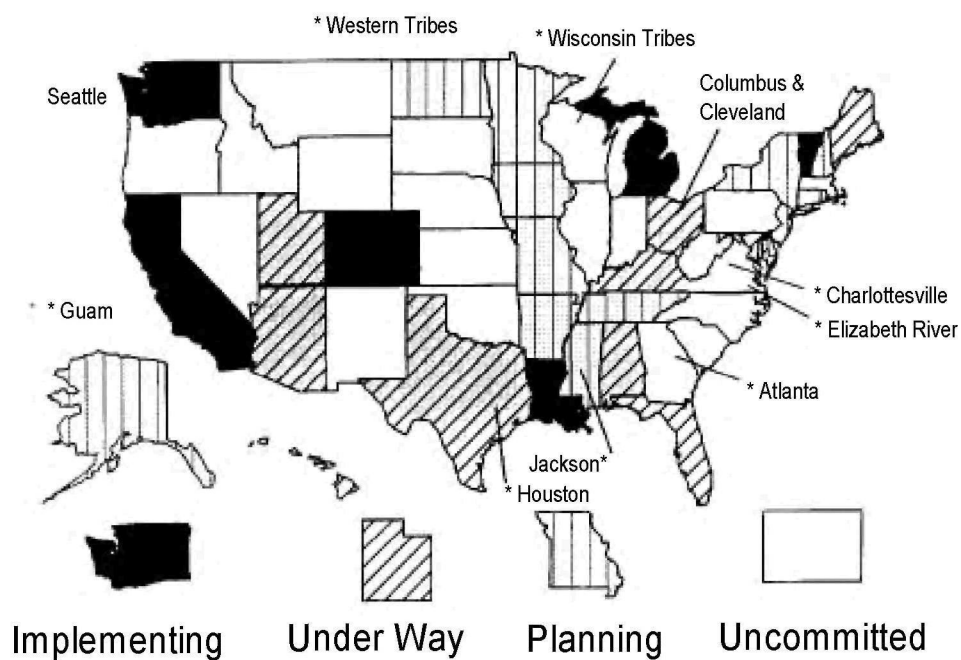 * Western Tribes
* Wisconsin Tribes
Columbus &
Cleveland
Seattle
* Guam
* Charlottesville
* Elizabeth River
* Atlanta
Jackson*
* Houston
Implementing
Under Way
Planning
Uncommitted